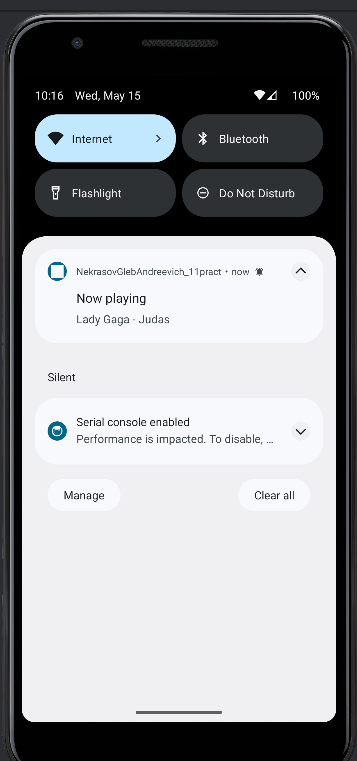 10:16 Wed, May 15 100%
Internet Bluetooth
Flashlight Do Not Disturb
NekrasovGlebAndreevich_11pract • now
Now playing
Lady Gaga - Judas
Silent
Serial console enabled
Performance is impacted. To disable, ...
Manage Clear all